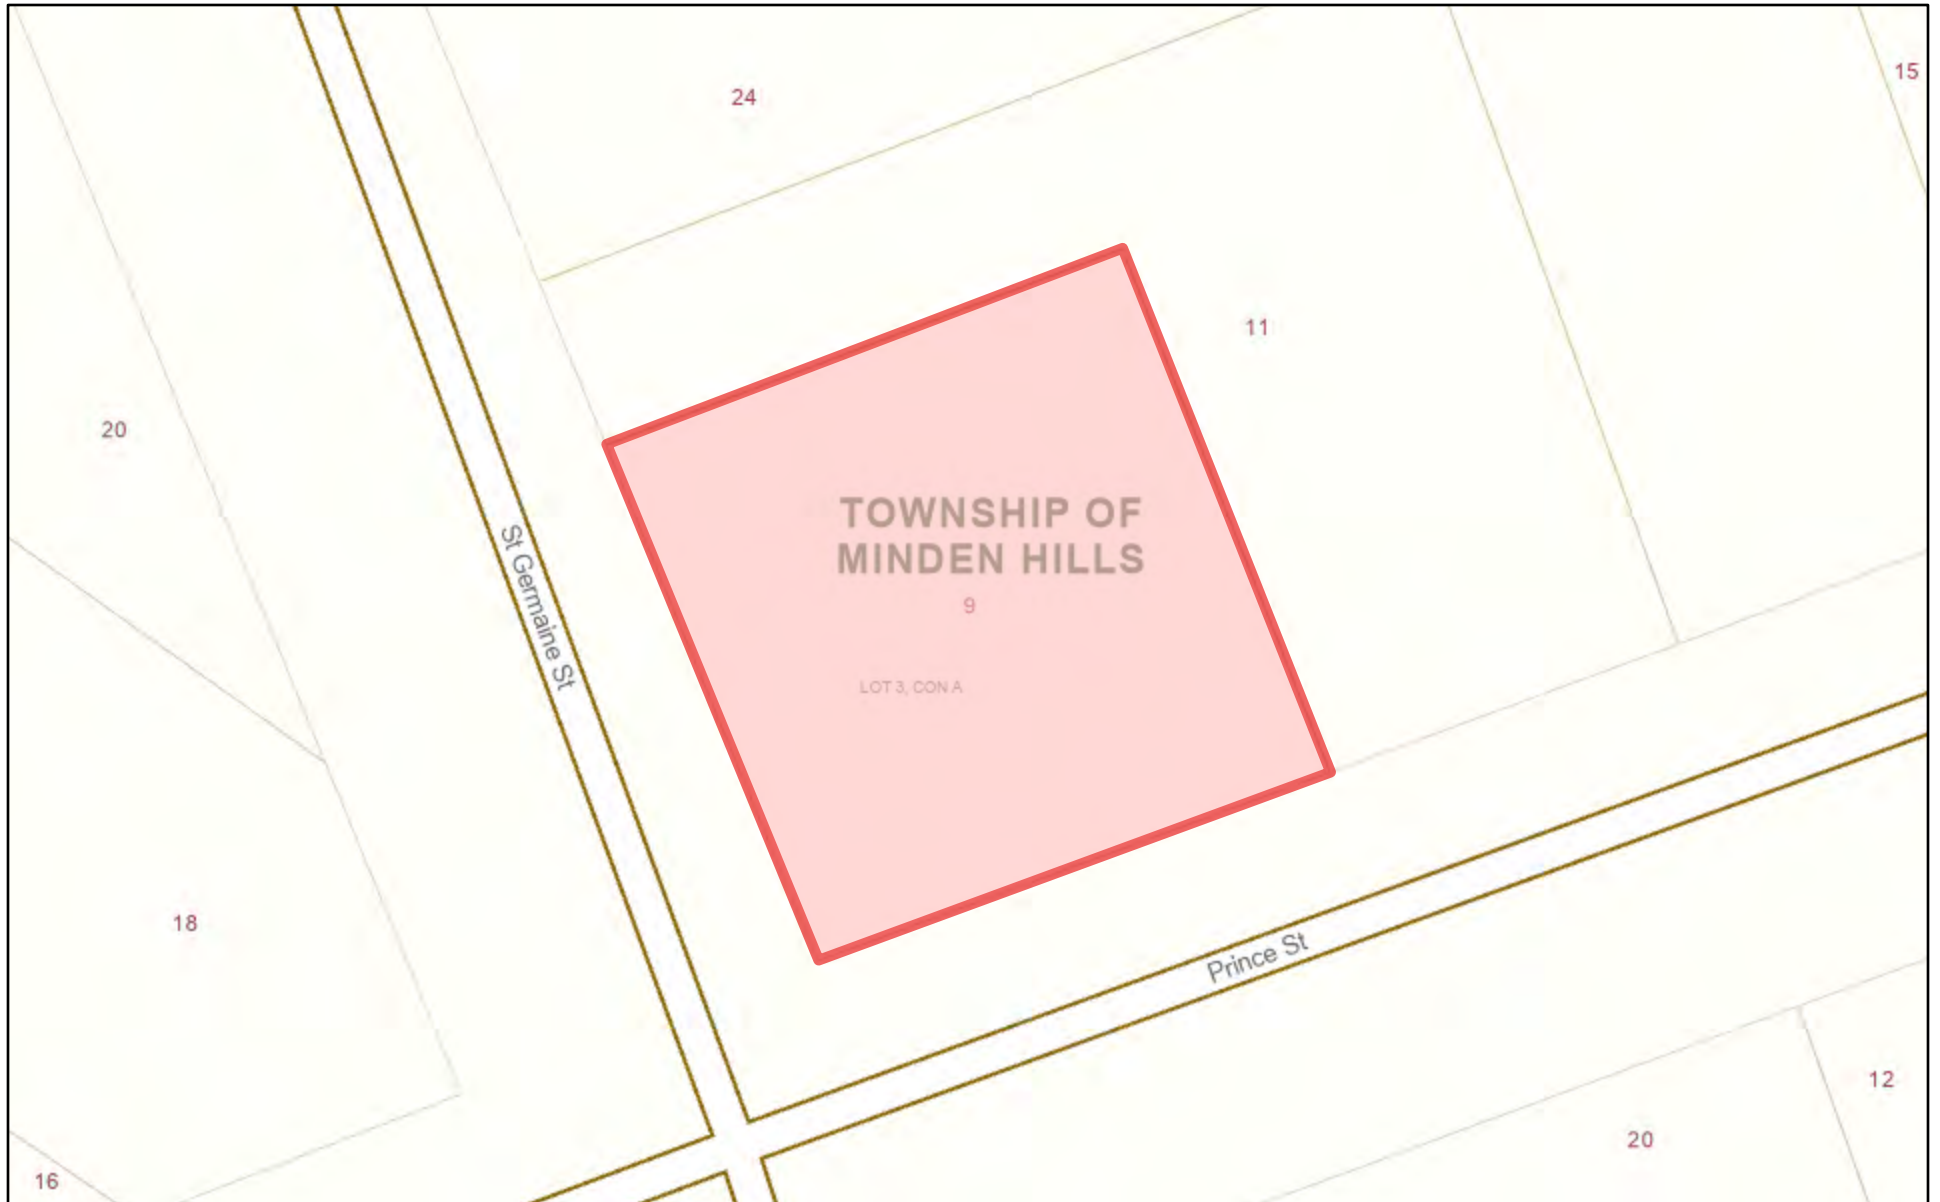 15
24
11
20
St Germaine St
TOWNSHIP OF
MINDEN HILLS
9
LOT 3, CON A
18
Prince St
12
20
16